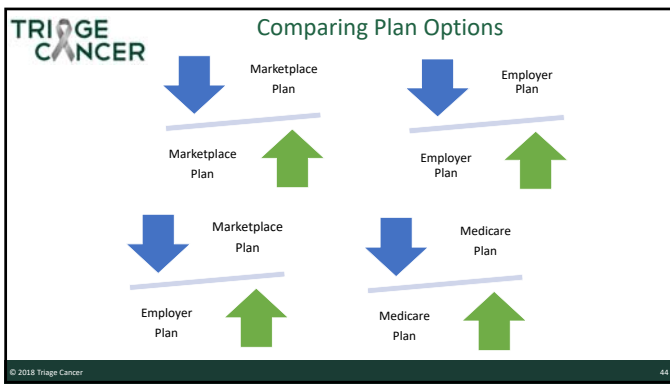 TRIAGE
CANCER
Comparing Plan Options
Marketplace
Plan
Marketplace
Plan
Employer
Plan
Employer
Plan
Marketplace
Plan
Employer
Plan
Medicare
Plan
Medicare
Plan
© 2018 Triage Cancer
44